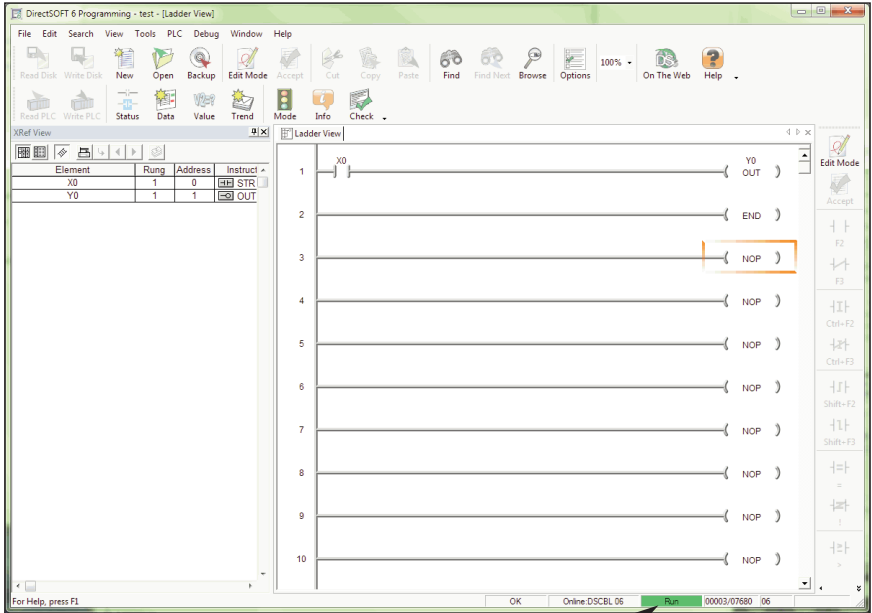 DirectSOFT 6 Programming - test - [Ladder View]
File Edit Search View Tools PLC Debug Window Help
Read Disk Write Disk New Open Backup Edit Mode Accept Cut Copy Paste Find Find Next Browse Options 100% On The Web Help
Read PLC Write PLC Status Data Value Trend Mode Info Check
XRef View
Element Rung Address Instruct
X0 1 0 STR
Y0 1 1 OUT
Ladder View
X0 Y0
1 OUT
2 END
3 NOP
4 NOP
5 NOP
6 NOP
7 NOP
8 NOP
9 NOP
10 NOP
Edit Mode
Accept
F2
F3
Ctrl+F2
Ctrl+F3
Shift+F2
Shift+F3
=
!
>
For Help, press F1 OK Online:DSCBL 06 Run 00003/07680 06